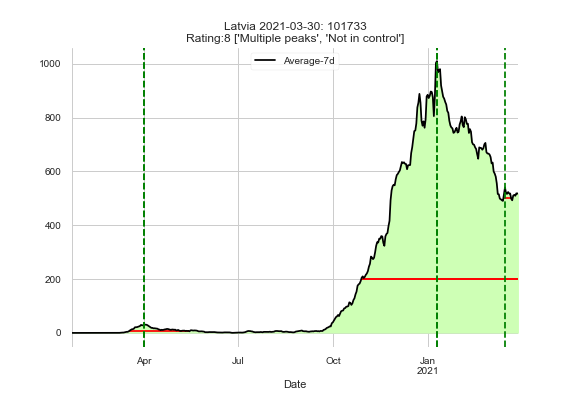 Latvia 2021-03-30: 101733
Rating:8 ['Multiple peaks', 'Not in control']
Average-7d
1000
800
600
400
200
0
Apr
Jul
Oct
Jan
2021
Date